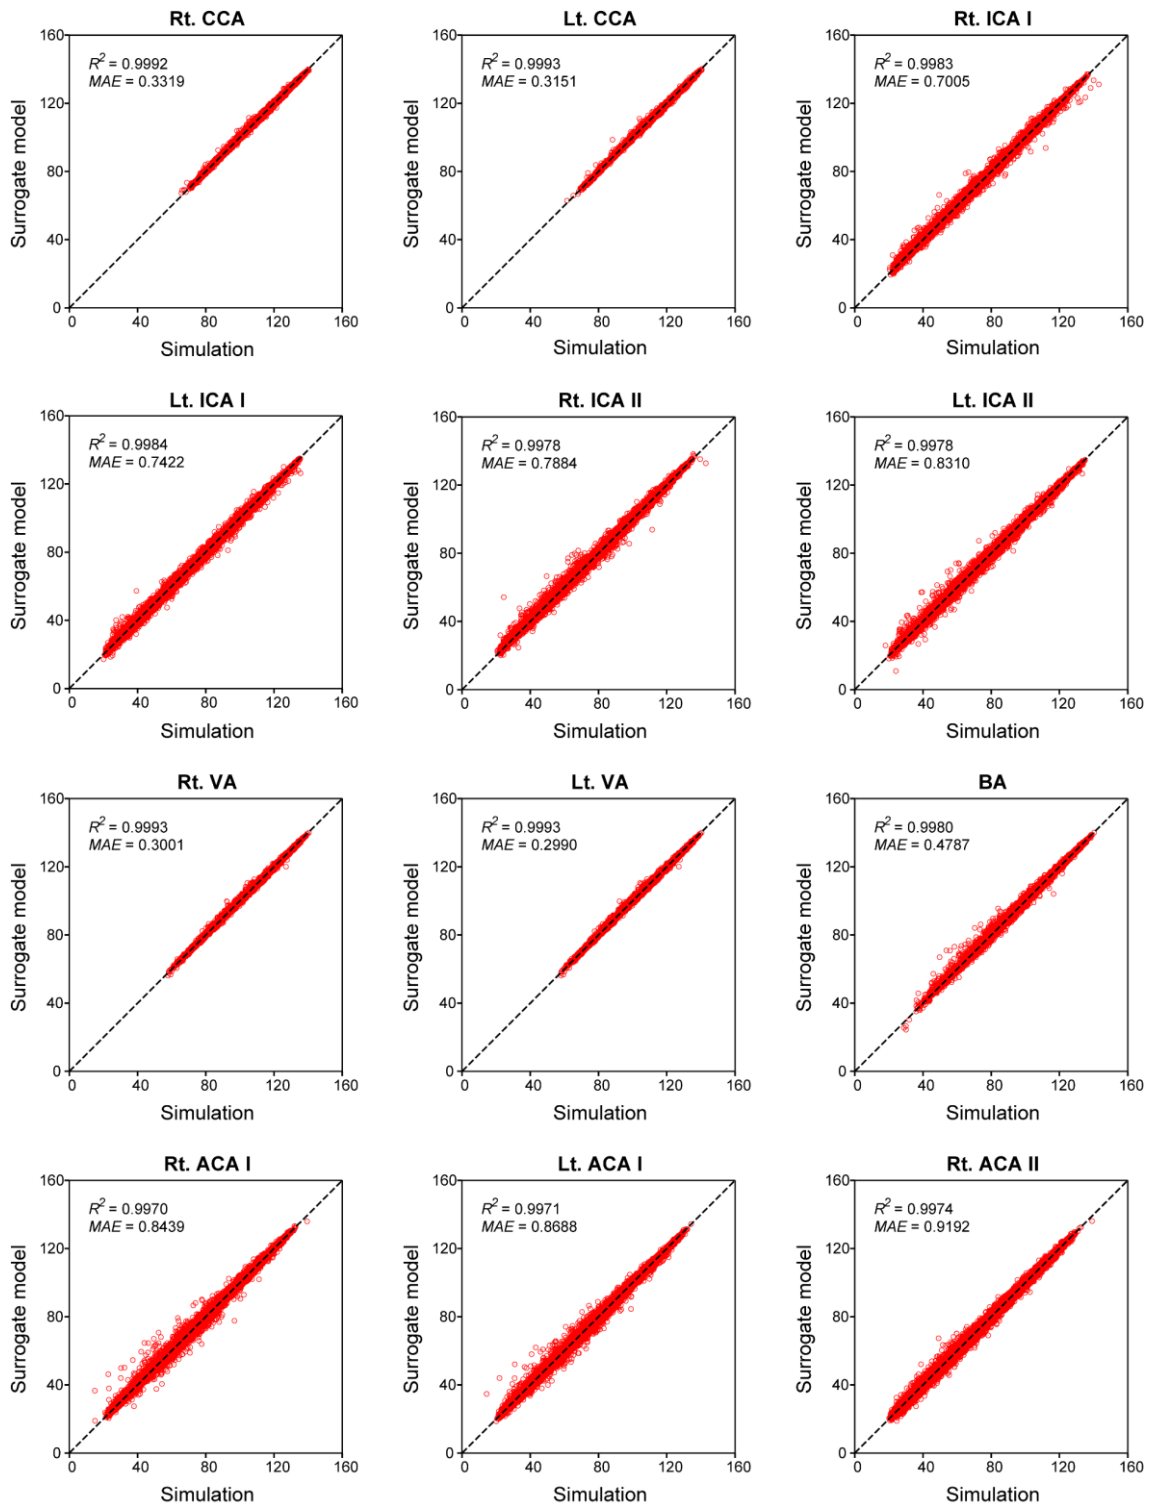 Rt. CCA
R² = 0.9992
MAE = 0.3319
160
120
80
40
0
0 40 80 120 160
Surrogate model
Simulation
Lt. CCA
R² = 0.9993
MAE = 0.3151
160
120
80
40
0
0 40 80 120 160
Surrogate model
Simulation
Rt. ICA I
R² = 0.9983
MAE = 0.7005
160
120
80
40
0
0 40 80 120 160
Surrogate model
Simulation
Lt. ICA I
R² = 0.9984
MAE = 0.7422
160
120
80
40
0
0 40 80 120 160
Surrogate model
Simulation
Rt. ICA II
R² = 0.9978
MAE = 0.7884
160
120
80
40
0
0 40 80 120 160
Surrogate model
Simulation
Lt. ICA II
R² = 0.9978
MAE = 0.8310
160
120
80
40
0
0 40 80 120 160
Surrogate model
Simulation
Rt. VA
R² = 0.9993
MAE = 0.3001
160
120
80
40
0
0 40 80 120 160
Surrogate model
Simulation
Lt. VA
R² = 0.9993
MAE = 0.2990
160
120
80
40
0
0 40 80 120 160
Surrogate model
Simulation
BA
R² = 0.9980
MAE = 0.4787
160
120
80
40
0
0 40 80 120 160
Surrogate model
Simulation
Rt. ACA I
R² = 0.9970
MAE = 0.8439
160
120
80
40
0
0 40 80 120 160
Surrogate model
Simulation
Lt. ACA I
R² = 0.9971
MAE = 0.8688
160
120
80
40
0
0 40 80 120 160
Surrogate model
Simulation
Rt. ACA II
R² = 0.9974
MAE = 0.9192
160
120
80
40
0
0 40 80 120 160
Surrogate model
Simulation